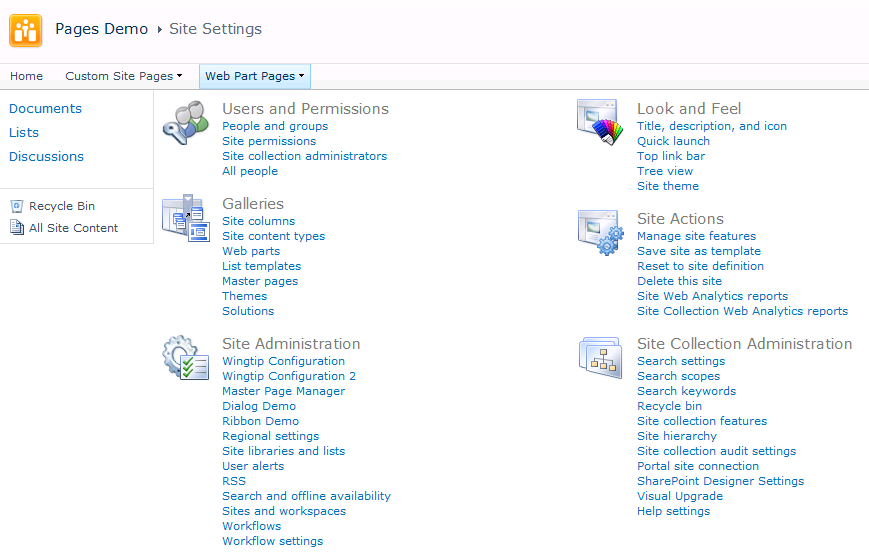 Pages Demo ▸ Site Settings
Home Custom Site Pages Web Part Pages
Documents
Lists
Discussions
Recycle Bin
All Site Content
Users and Permissions
People and groups
Site permissions
Site collection administrators
All people
Galleries
Site columns
Site content types
Web parts
List templates
Master pages
Themes
Solutions
Site Administration
Wingtip Configuration
Wingtip Configuration 2
Master Page Manager
Dialog Demo
Ribbon Demo
Regional settings
Site libraries and lists
User alerts
RSS
Search and offline availability
Sites and workspaces
Workflows
Workflow settings
Look and Feel
Title, description, and icon
Quick launch
Top link bar
Tree view
Site theme
Site Actions
Manage site features
Save site as template
Reset to site definition
Delete this site
Site Web Analytics reports
Site Collection Web Analytics reports
Site Collection Administration
Search settings
Search scopes
Search keywords
Recycle bin
Site collection features
Site hierarchy
Site collection audit settings
Portal site connection
SharePoint Designer Settings
Visual Upgrade
Help settings